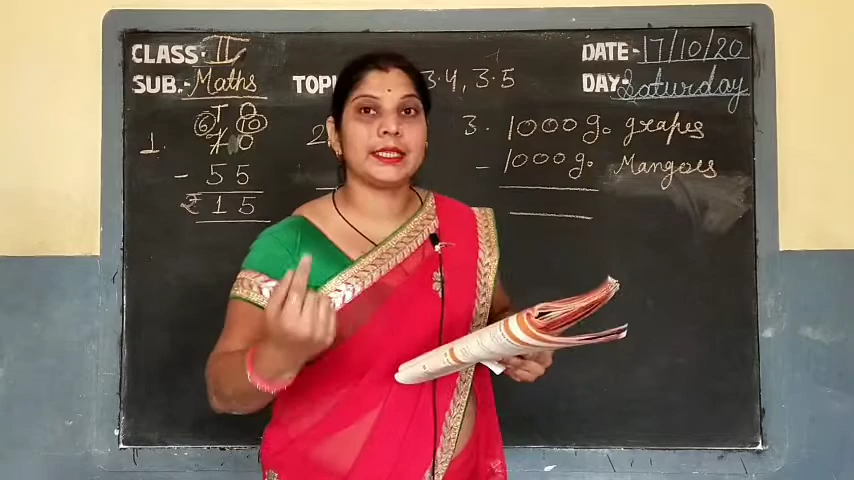 CLASS:- II
SUB.:- Maths
TOPI
3.4, 3.5
DATE:- 17/10/20
DAY:- Saturday
T O
6 10
1. 7 0
- 5 5
₹ 1 5
2.
3. 1000 g. grapes
- 1000 g. Mangoes